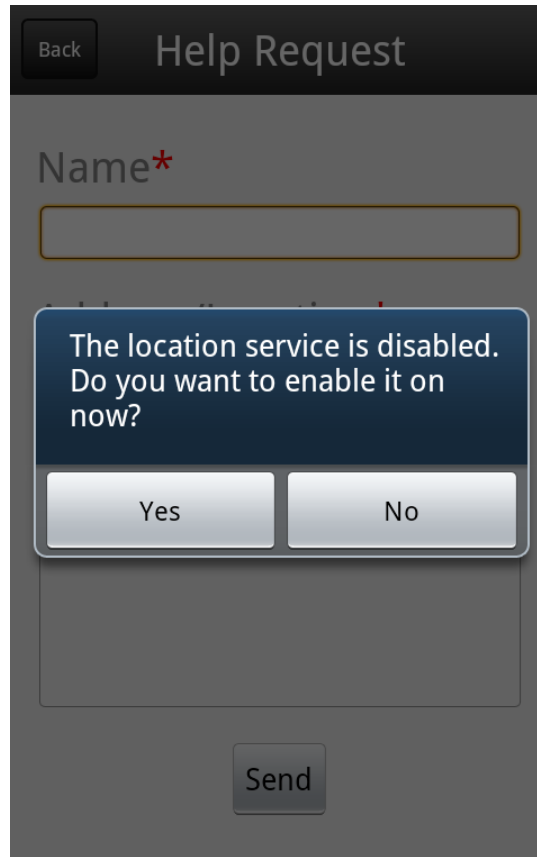 Back
Help Request
Name*
The location service is disabled.
Do you want to enable it on
now?
Yes
No
Send